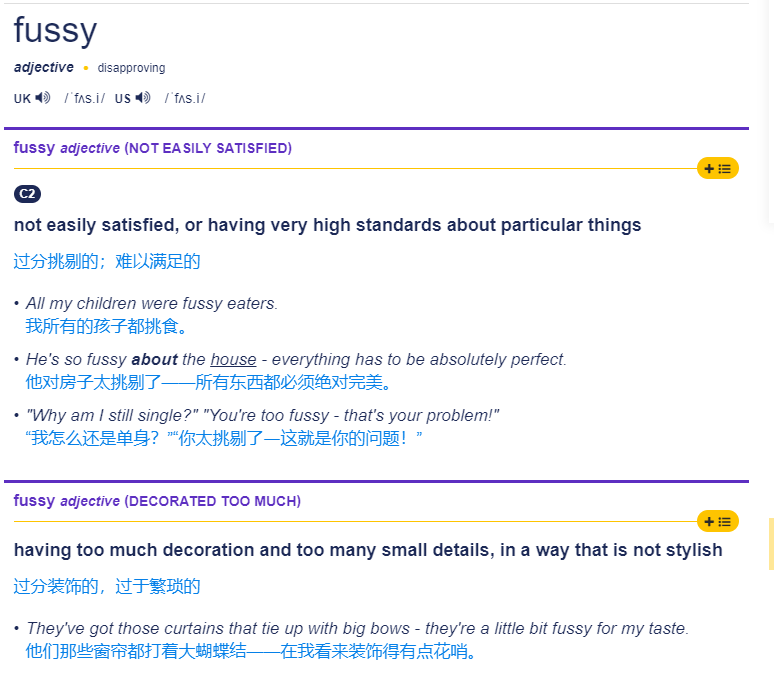 fussy
adjective • disapproving
UK /ˈfʌs.i/ US /ˈfʌs.i/
fussy adjective (NOT EASILY SATISFIED)
C2
not easily satisfied, or having very high standards about particular things
过分挑剔的；难以满足的
• All my children were fussy eaters.
我所有的孩子都挑食。
• He's so fussy about the house - everything has to be absolutely perfect.
他对房子太挑剔了——所有东西都必须绝对完美。
• "Why am I still single?" "You're too fussy - that's your problem!"
“我怎么还是单身？”“你太挑剔了—这就是你的问题！”
fussy adjective (DECORATED TOO MUCH)
having too much decoration and too many small details, in a way that is not stylish
过分装饰的，过于繁琐的
• They've got those curtains that tie up with big bows - they're a little bit fussy for my taste.
他们那些窗帘都打着大蝴蝶结——在我看来装饰得有点花哨。